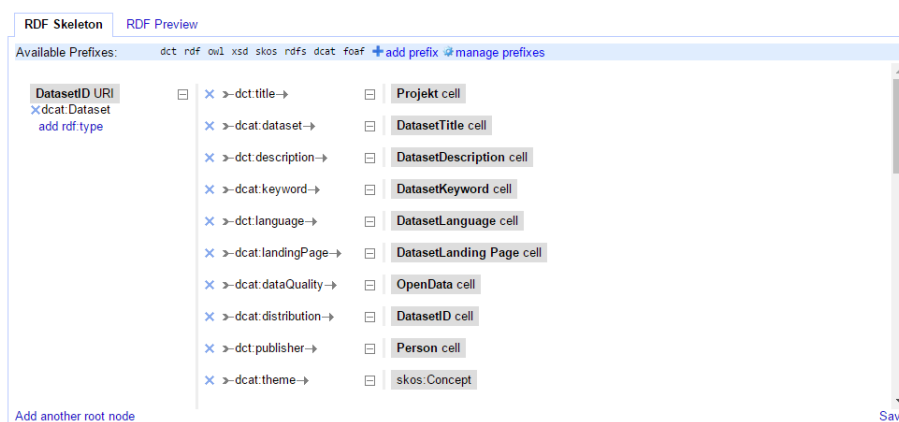 RDF Skeleton RDF Preview
Available Prefixes: dct rdf owl xsd skos rdfs dcat foaf add prefix manage prefixes
DatasetID URI dct:title Projekt cell
dcat:Dataset
add rdf:type dcat:dataset DatasetTitle cell
dct:description DatasetDescription cell
dcat:keyword DatasetKeyword cell
dct:language DatasetLanguage cell
dcat:landingPage DatasetLanding Page cell
dcat:dataQuality OpenData cell
dcat:distribution DatasetID cell
dct:publisher Person cell
dcat:theme skos:Concept
Add another root node Sav